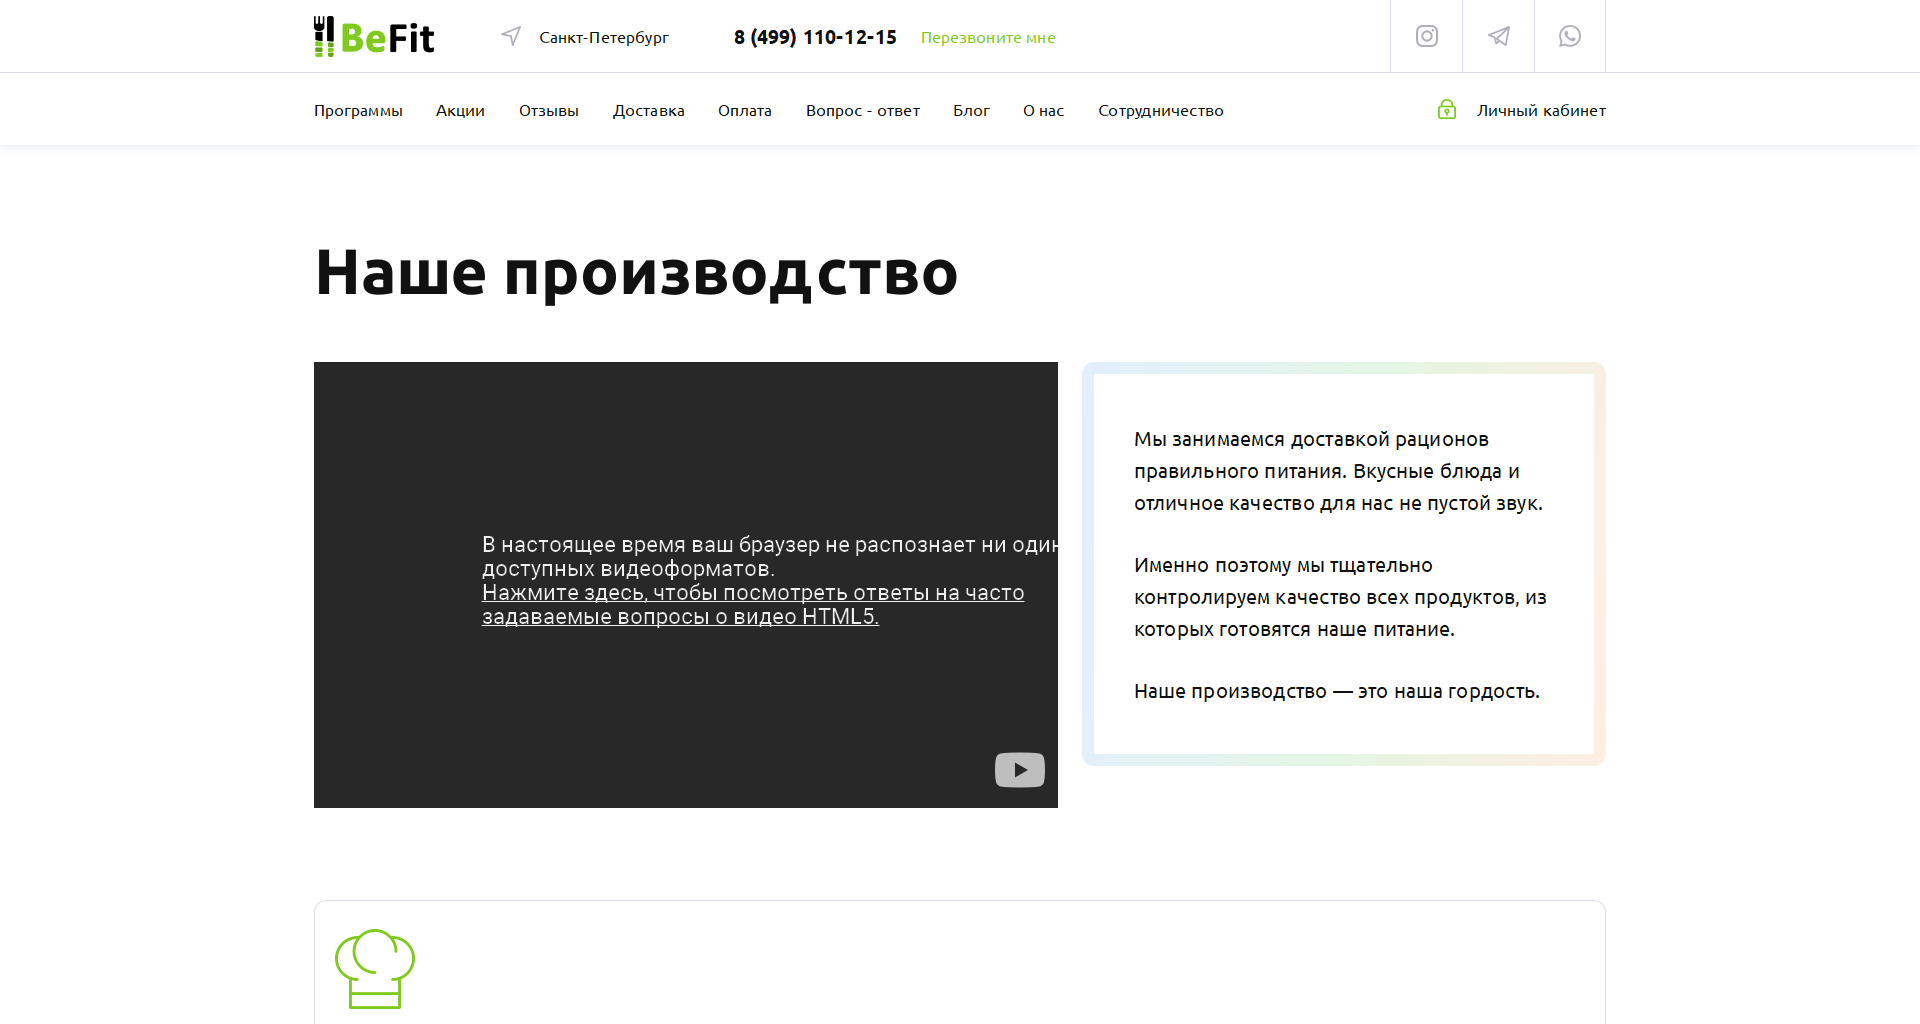 BeFit
Санкт-Петербург
8 (499) 110-12-15
Перезвоните мне
Программы
Акции
Отзывы
Доставка
Оплата
Вопрос - ответ
Блог
О нас
Сотрудничество
Личный кабинет
Наше производство
В настоящее время ваш браузер не распознает ни один
доступных видеоформатов.
Нажмите здесь, чтобы посмотреть ответы на часто
задаваемые вопросы о видео HTML5.
Мы занимаемся доставкой рационов
правильного питания. Вкусные блюда и
отличное качество для нас не пустой звук.
Именно поэтому мы тщательно
контролируем качество всех продуктов, из
которых готовятся наше питание.
Наше производство — это наша гордость.